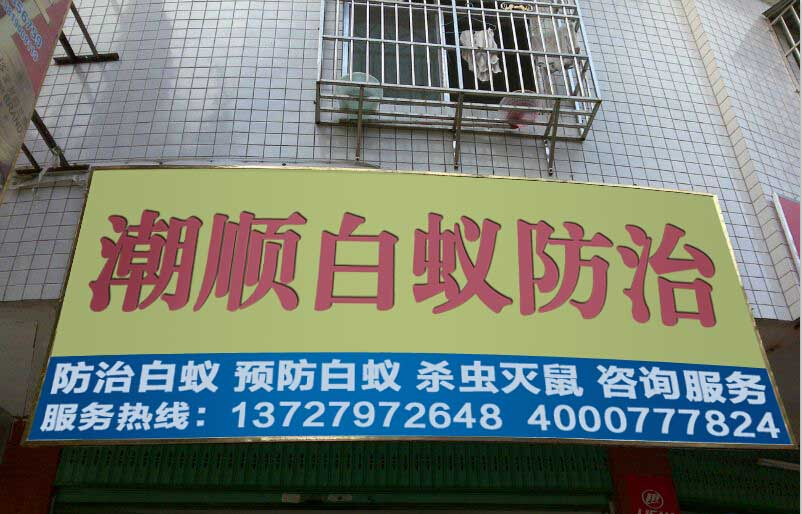 潮顺白蚁防治
防治白蚁 预防白蚁 杀虫灭鼠 咨询服务
服务热线：13727972648 4000777824